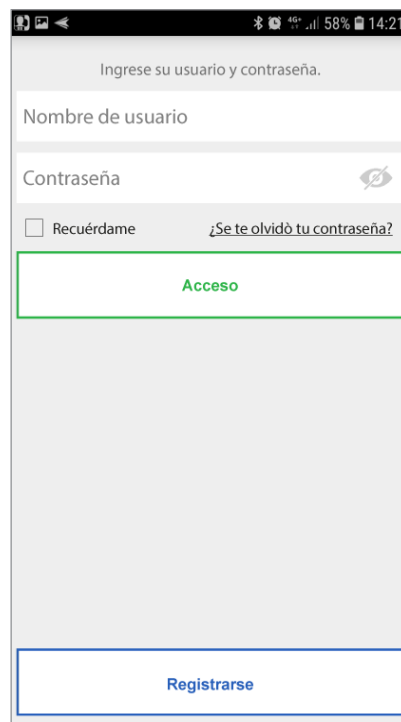 4G+ 58% 14:21
Ingrese su usuario y contraseña.
Nombre de usuario
Contraseña
Recuérdame ¿Se te olvidò tu contraseña?
Acceso
Registrarse